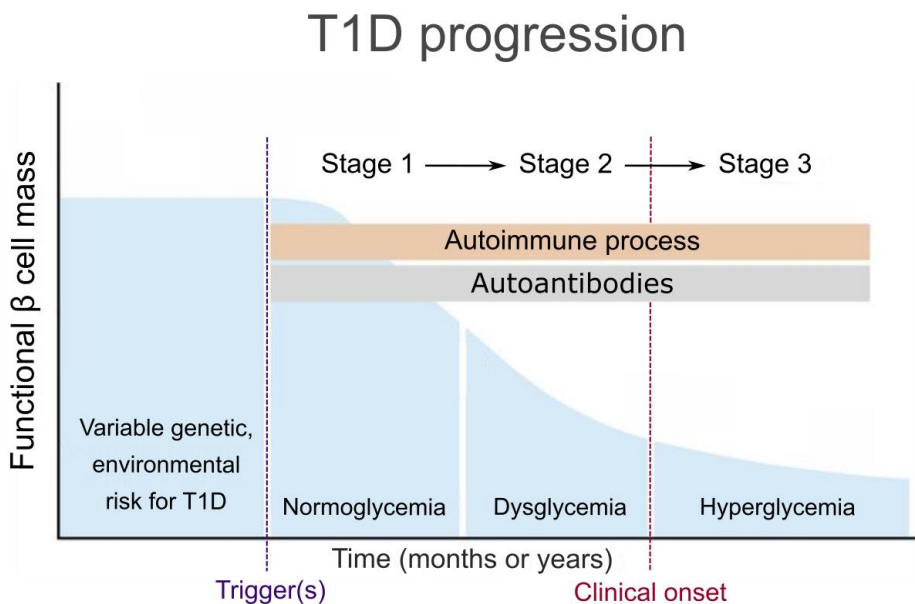 T1D progression
Functional β cell mass
Stage 1
Stage 2
Stage 3
Autoimmune process
Autoantibodies
Variable genetic,
environmental
risk for T1D
Normoglycemia
Dysglycemia
Hyperglycemia
Time (months or years)
Trigger(s)
Clinical onset